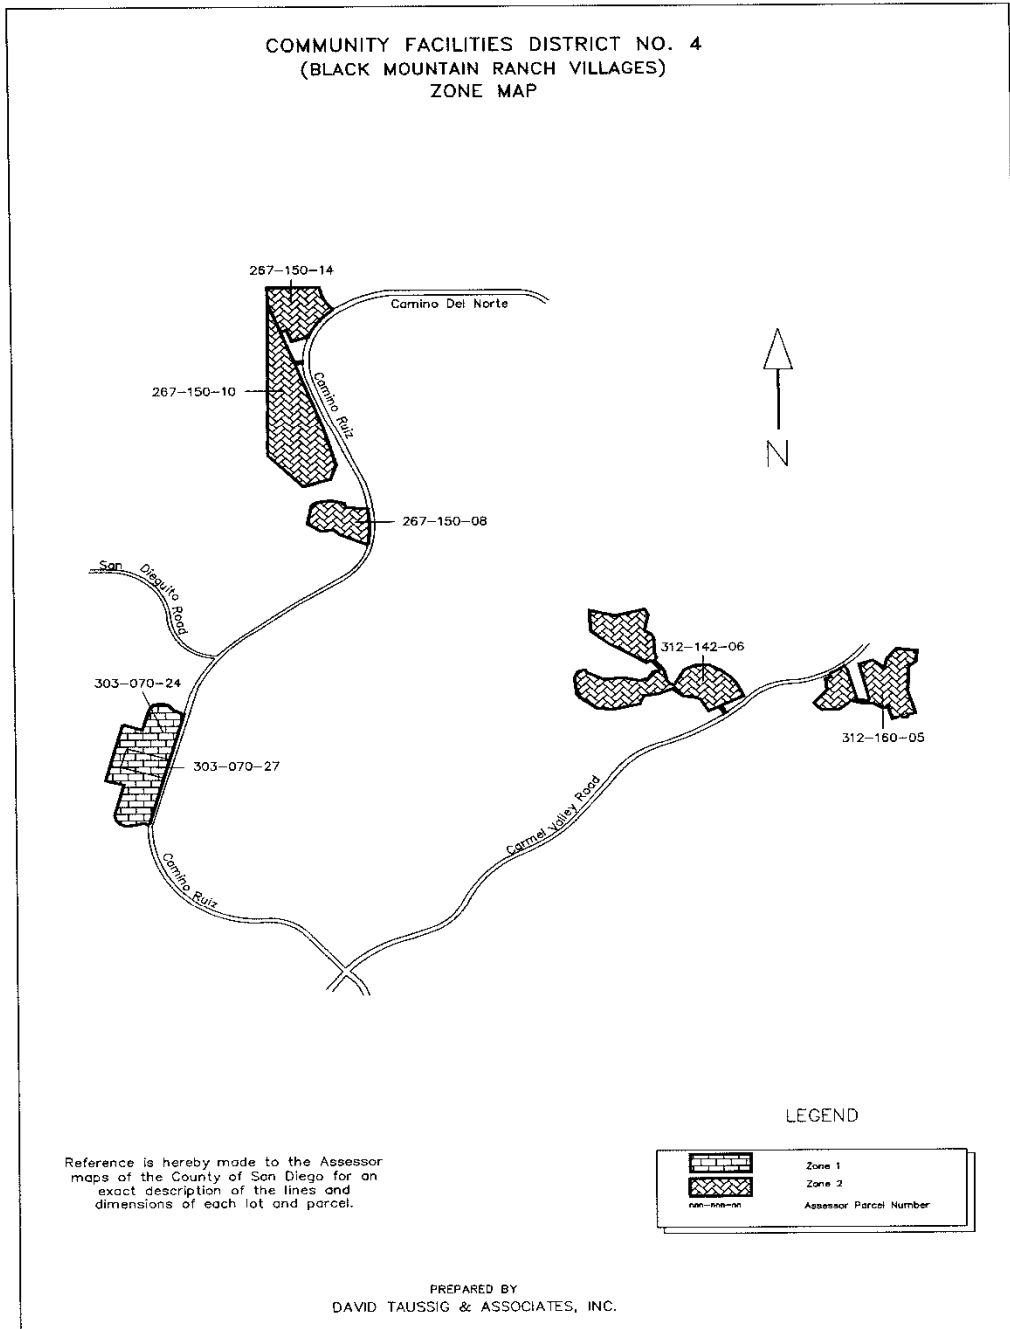 COMMUNITY FACILITIES DISTRICT NO. 4
(BLACK MOUNTAIN RANCH VILLAGES)
ZONE MAP
267-150-14
Camino Del Norte
267-150-10
Camino Ruiz
N
267-150-08
San Dieguito Road
312-142-06
303-070-24
312-160-05
303-070-27
Carmel Valley Road
Camino Ruiz
LEGEND
Zone 1
Zone 2
nnn-nnn-nn Assessor Parcel Number
Reference is hereby made to the Assessor
maps of the County of San Diego for an
exact description of the lines and
dimensions of each lot and parcel.
PREPARED BY
DAVID TAUSSIG & ASSOCIATES, INC.